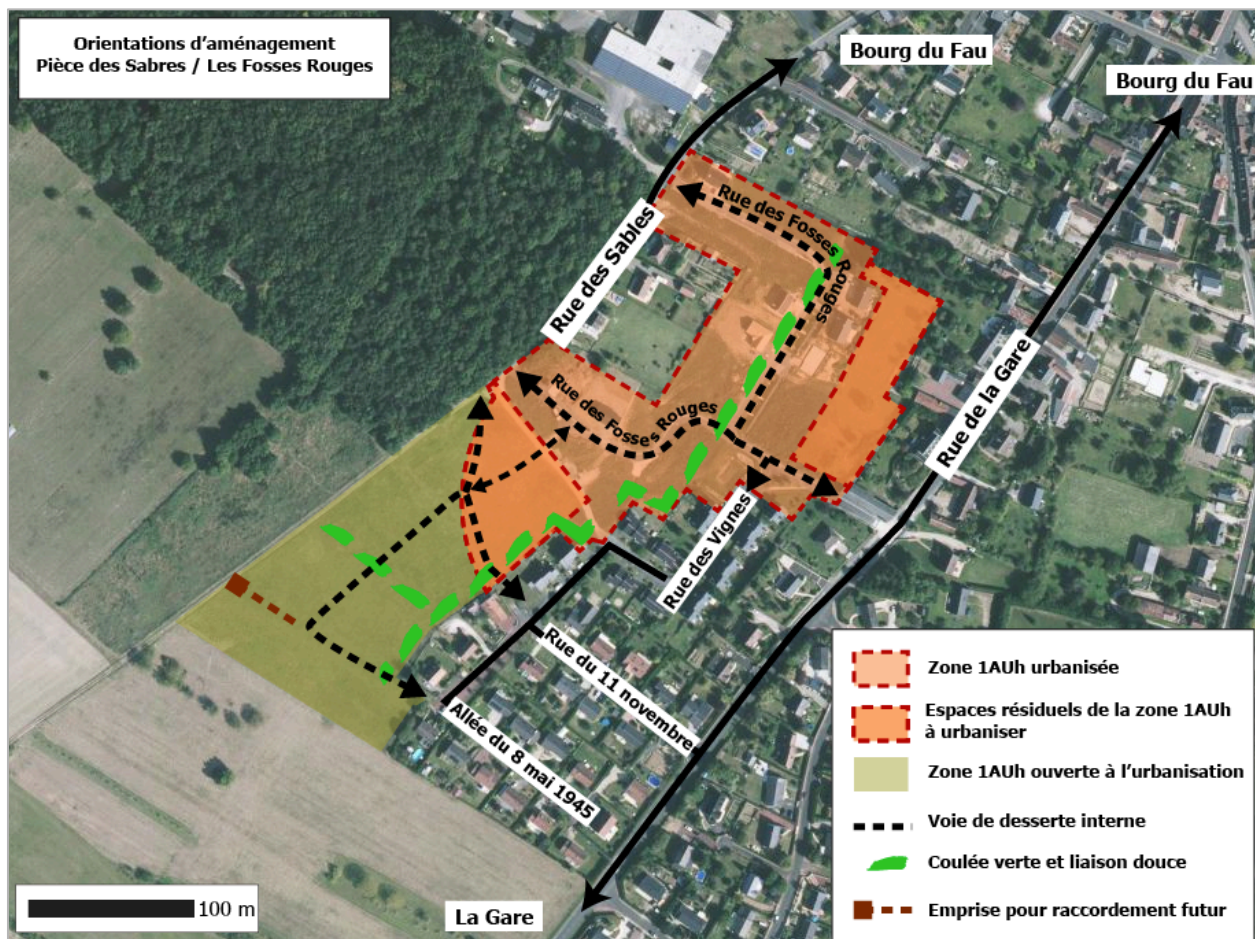 Orientations d'aménagement
Pièce des Sabres / Les Fosses Rouges
Bourg du Fau
Bourg du Fau
Rue des Sables
Rue des Fosses Rouges
Rue des Fosses Rouges
Rue de la Gare
Rue des Vignes
Rue du 11 novembre
Allée du 8 mai 1945
La Gare
100 m
Zone 1AUh urbanisée
Espaces résiduels de la zone 1AUh
à urbaniser
Zone 1AUh ouverte à l'urbanisation
Voie de desserte interne
Coulée verte et liaison douce
Emprise pour raccordement futur